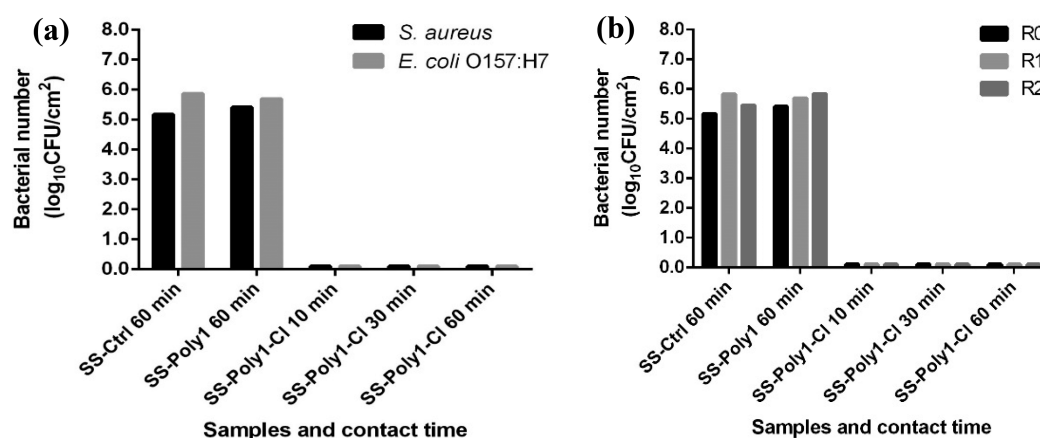 (a)
S. aureus
E. coli O157:H7
8.0
7.0
6.0
5.0
4.0
3.0
2.0
1.0
0.0
Bacterial number
(log₁₀CFU/cm²)
SS-Ctrl 60 min
SS-Poly1 60 min
SS-Poly1-Cl 10 min
SS-Poly1-Cl 30 min
SS-Poly1-Cl 60 min
Samples and contact time
(b)
R0
R1
R2
8.0
7.0
6.0
5.0
4.0
3.0
2.0
1.0
0.0
Bacterial number
(log₁₀CFU/cm²)
SS-Ctrl 60 min
SS-Poly1 60 min
SS-Poly1-Cl 10 min
SS-Poly1-Cl 30 min
SS-Poly1-Cl 60 min
Samples and contact time